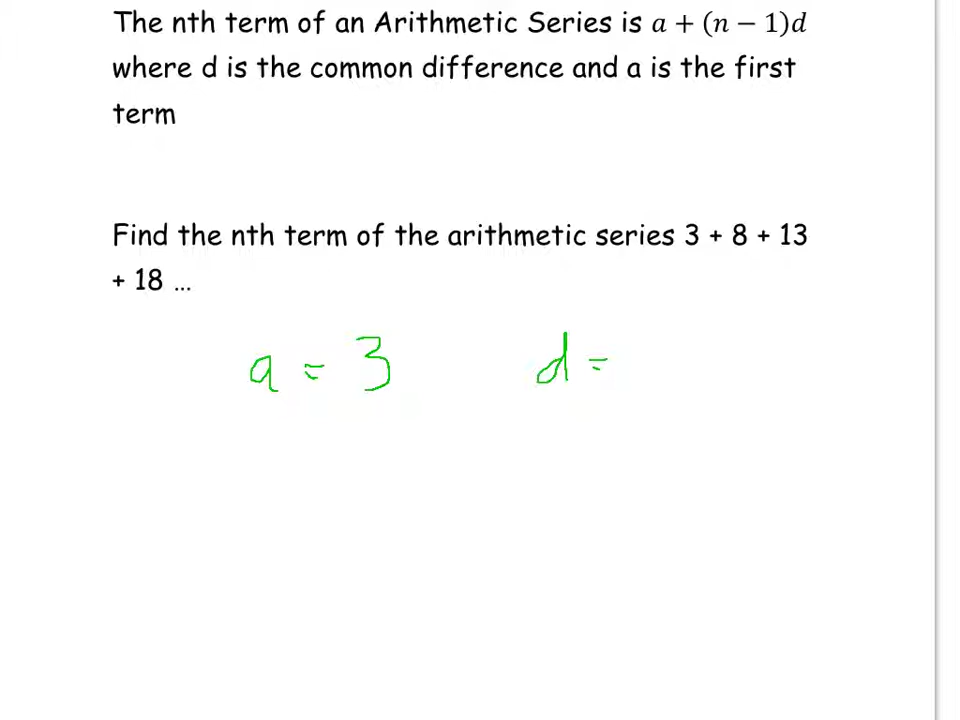 The nth term of an Arithmetic Series is a + (n − 1)d
where d is the common difference and a is the first
term
Find the nth term of the arithmetic series 3 + 8 + 13
+ 18 ...
a = 3 d =